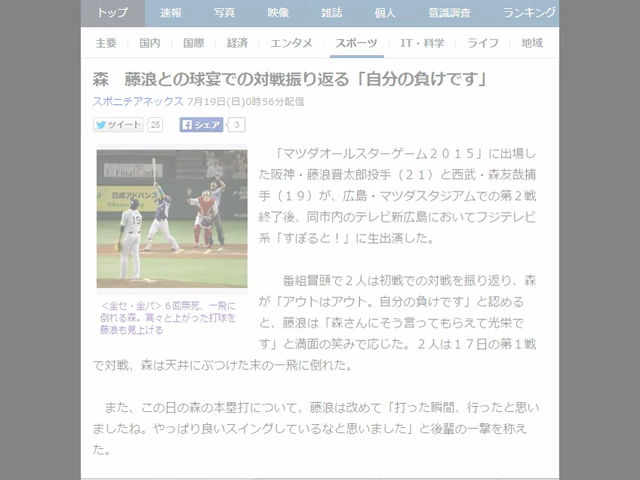 トップ 速報 写真 映像 雑誌 個人 意識調査 ランキング
主要 国内 国際 経済 エンタメ スポーツ IT・科学 ライフ 地域
森　藤浪との球宴での対戦振り返る「自分の負けです」
スポニチアネックス 7月19日(日)0時56分配信
ツイート 25 シェア 3
「マツダオールスターゲーム２０１５」に出場し
た阪神・藤浪晋太郎投手（２１）と西武・森友哉捕
手（１９）が、広島・マツダスタジアムでの第２戦
終了後、同市内のテレビ新広島においてフジテレビ
系「すぽると！」に生出演した。
番組冒頭で２人は初戦での対戦を振り返り、森
が「アウトはアウト。自分の負けです」と認める
と、藤浪は「森さんにそう言ってもらえて光栄で
す」と満面の笑みで応じた。２人は１７日の第１戦
で対戦、森は天井にぶつけた末の一飛に倒れた。
＜全セ・全パ＞６回無死、一飛に
倒れる森。高々と上がった打球を
藤浪も見上げる
また、この日の森の本塁打について、藤浪は改めて「打った瞬間、行ったと思い
ましたね。やっぱり良いスイングしているなと思いました」と後輩の一撃を称え
た。
FinalCod
日成アドバンス
19